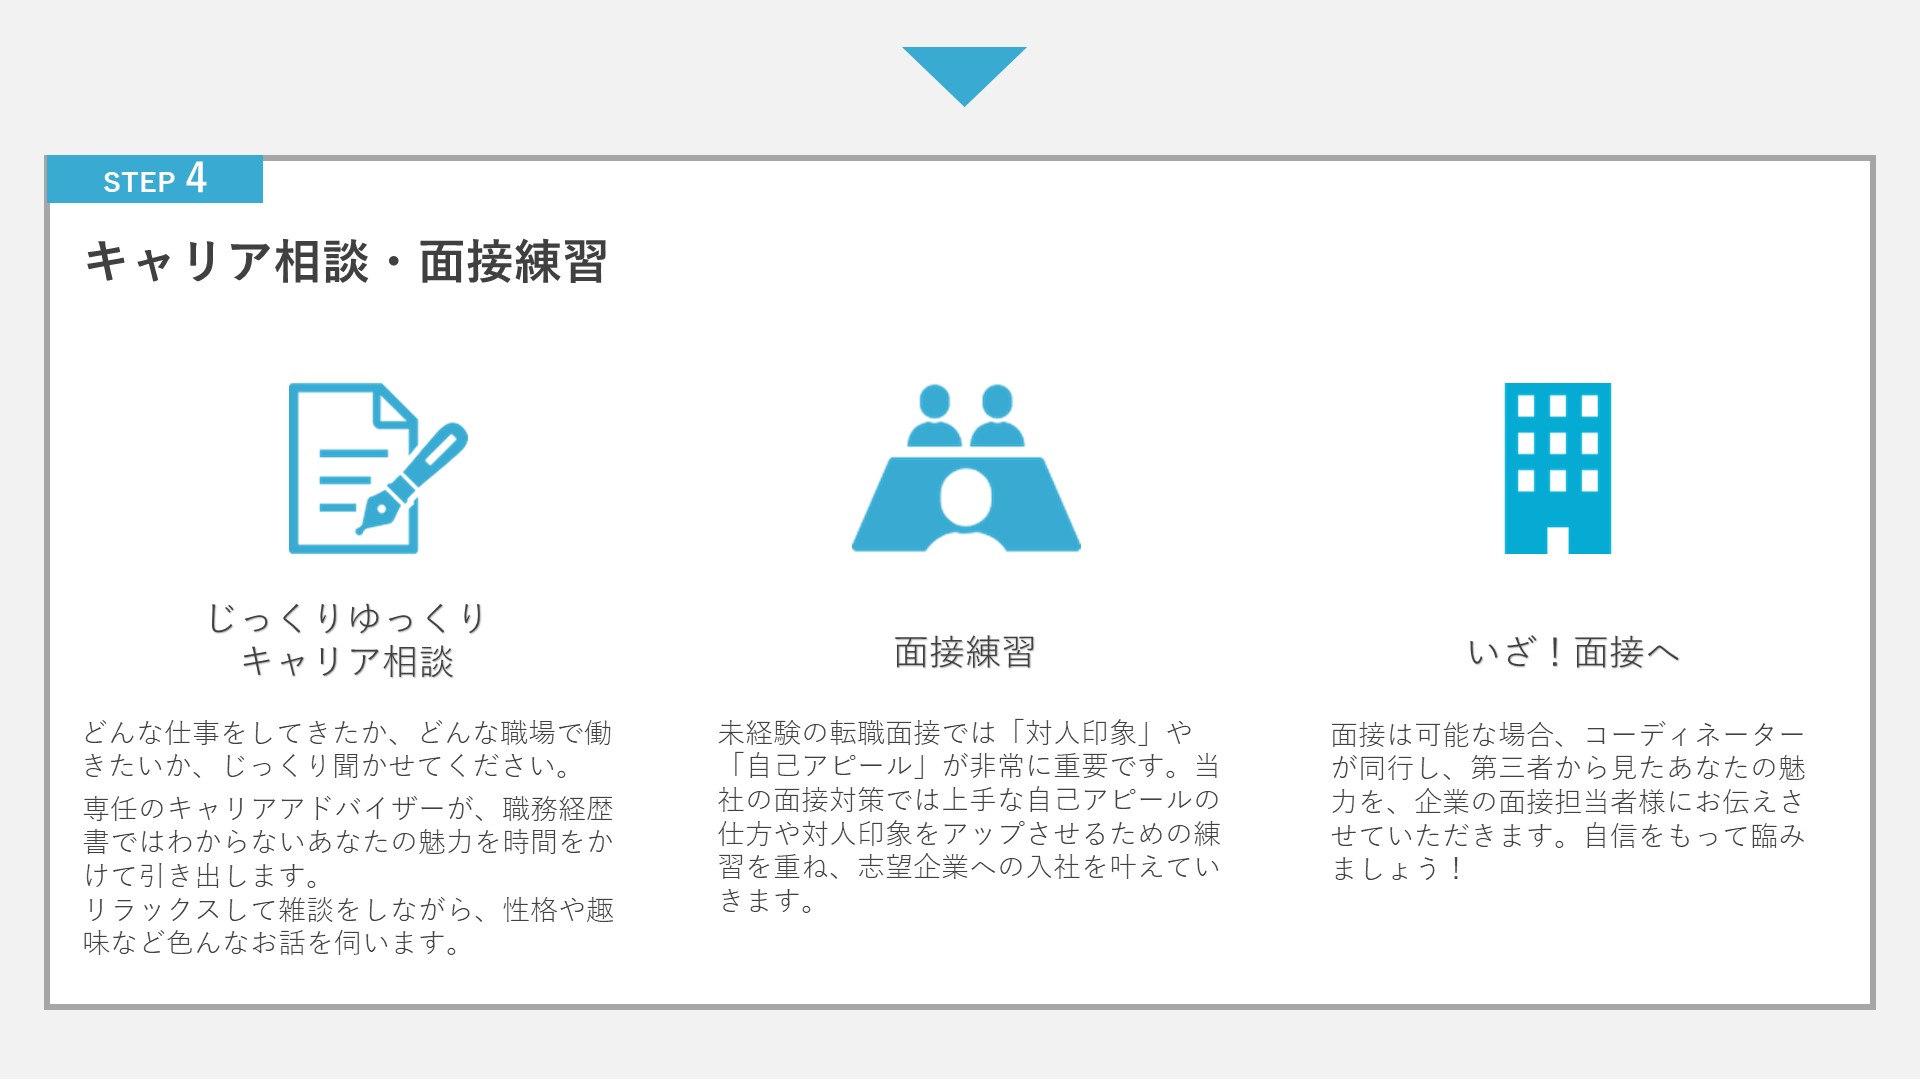 STEP 4
キャリア相談・面接練習
じっくりゆっくり
キャリア相談
どんな仕事をしてきたか、どんな職場で働
きたいか、じっくり聞かせてください。
専任のキャリアアドバイザーが、職務経歴
書ではわからないあなたの魅力を時間をか
けて引き出します。
リラックスして雑談をしながら、性格や趣
味など色んなお話を伺います。
面接練習
未経験の転職面接では「対人印象」や
「自己アピール」が非常に重要です。当
社の面接対策では上手な自己アピールの
仕方や対人印象をアップさせるための練
習を重ね、志望企業への入社を叶えてい
きます。
いざ！面接へ
面接は可能な場合、コーディネーター
が同行し、第三者から見たあなたの魅
力を、企業の面接担当者様にお伝えさ
せていただきます。自信をもって臨み
ましょう！